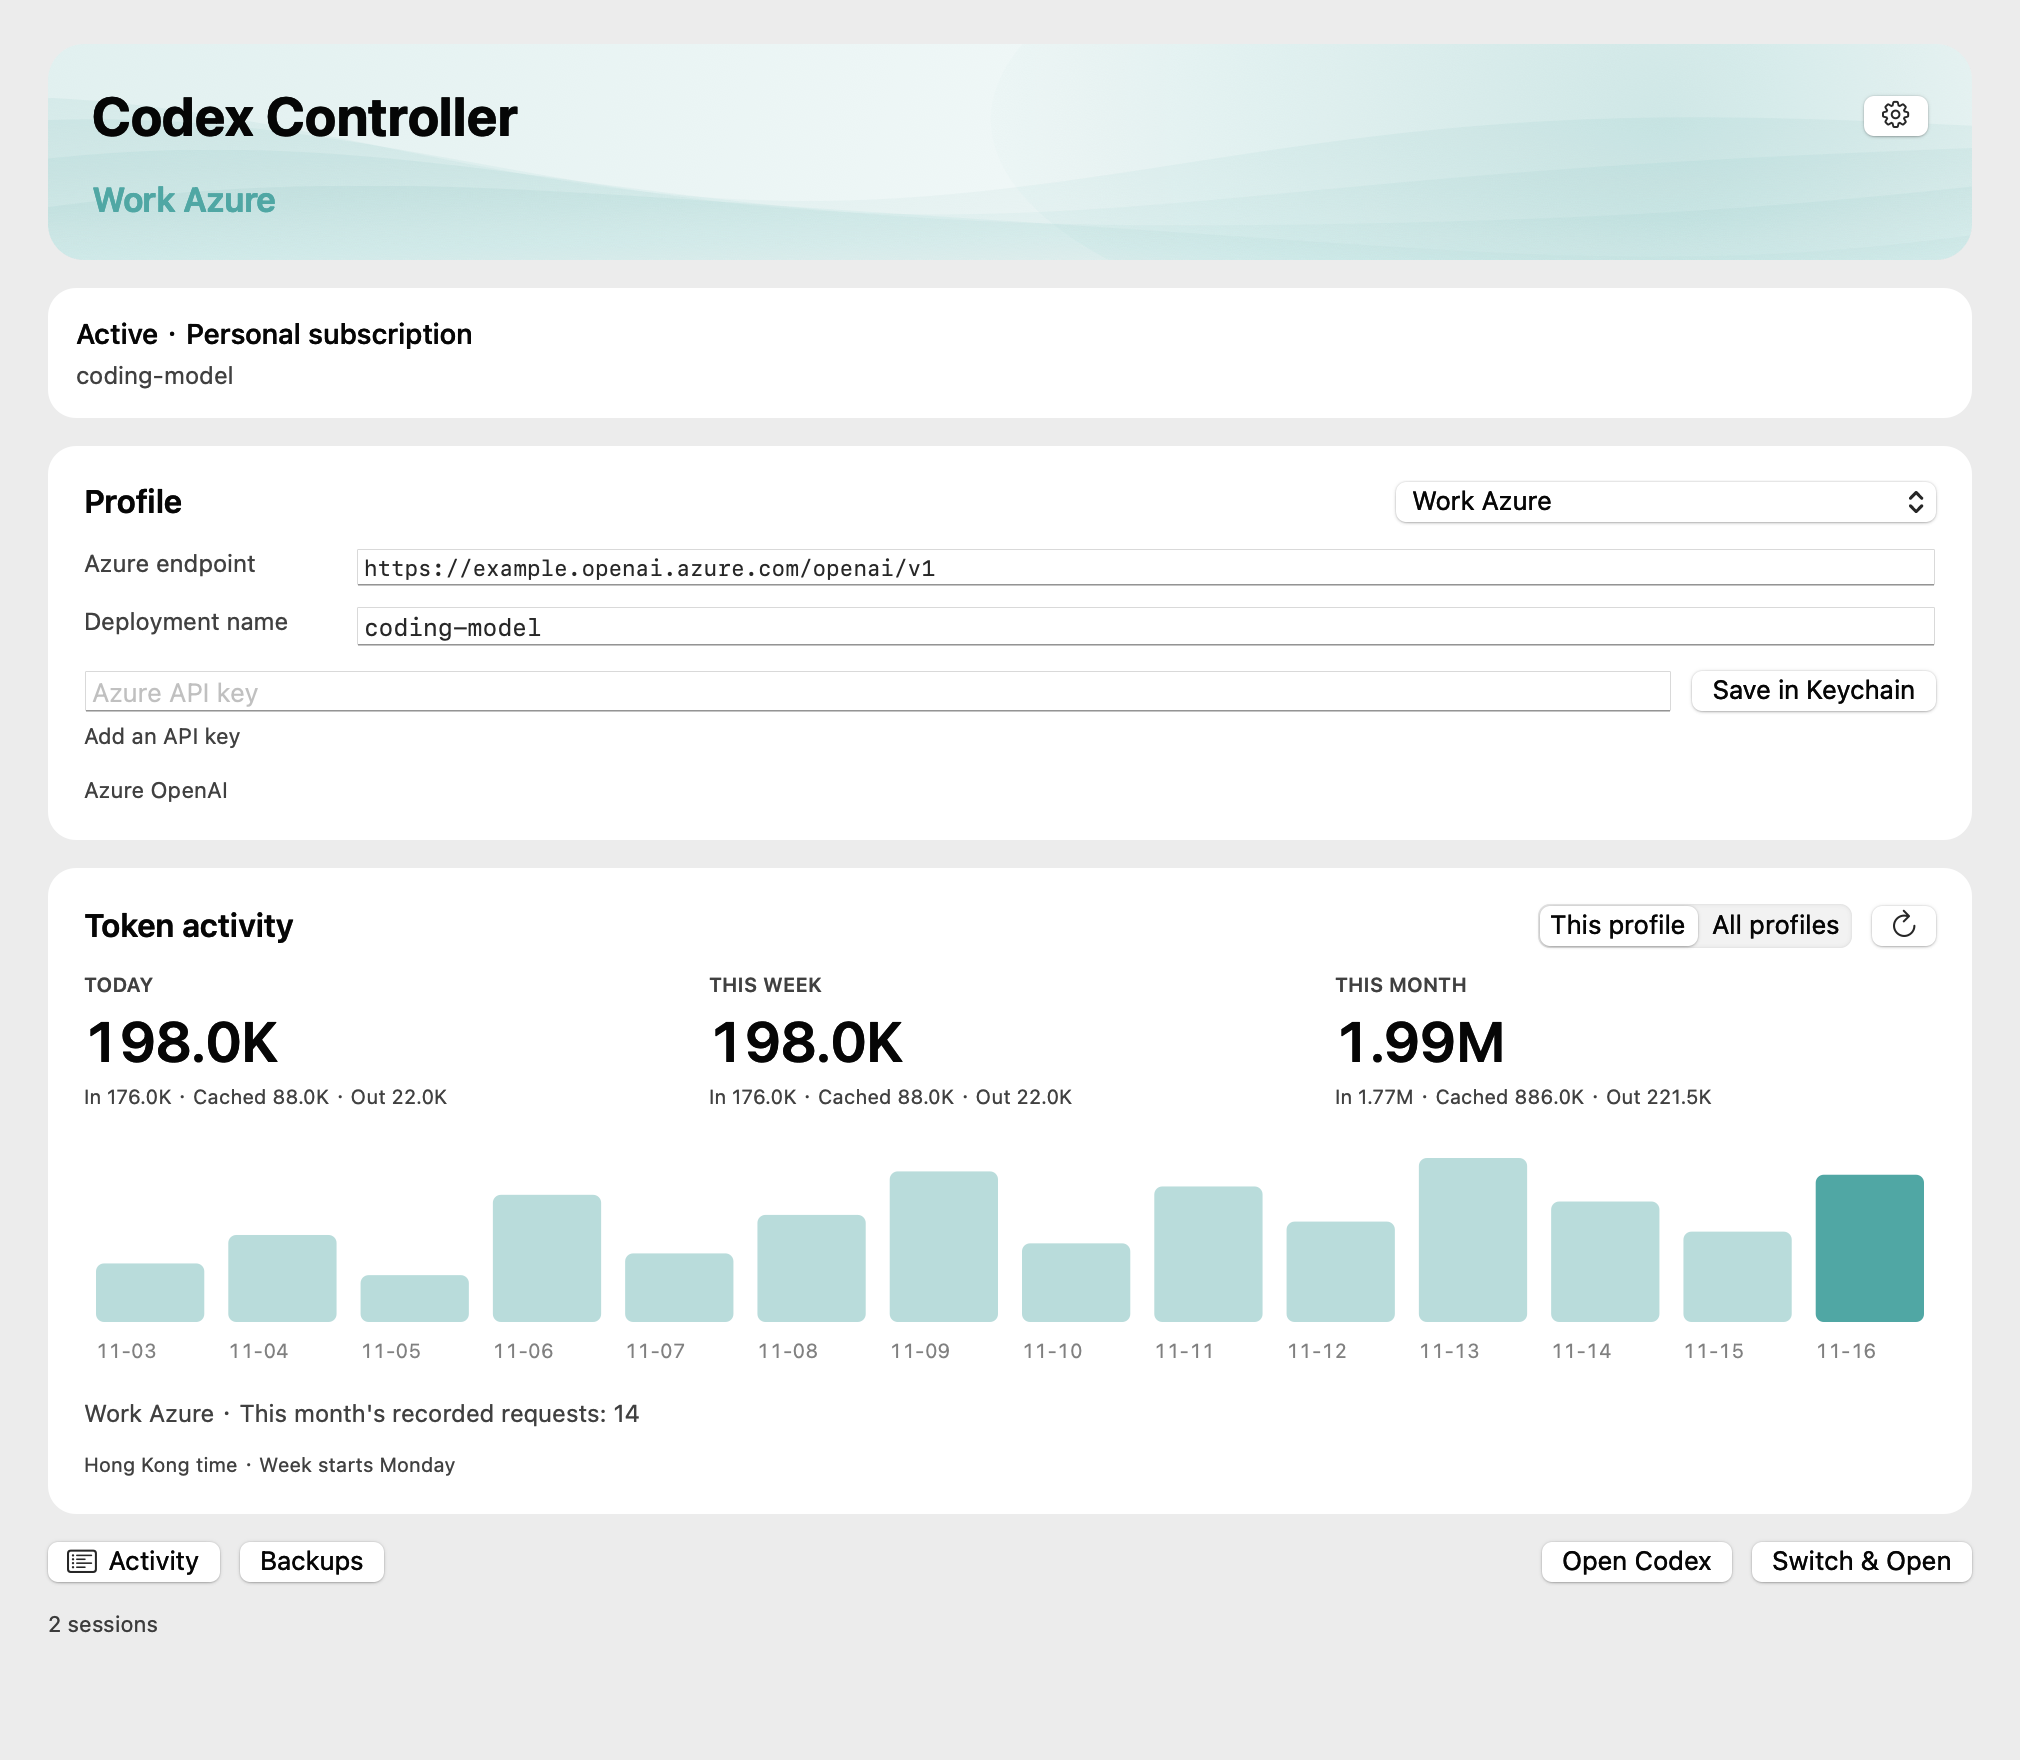 Codex Controller
Work Azure
Active · Personal subscription
coding-model
Profile
Work Azure
Azure endpoint
https://example.openai.azure.com/openai/v1
Deployment name
coding-model
Azure API key
Save in Keychain
Add an API key
Azure OpenAI
Token activity
This profile
All profiles
TODAY
198.0K
In 176.0K · Cached 88.0K · Out 22.0K
THIS WEEK
198.0K
In 176.0K · Cached 88.0K · Out 22.0K
THIS MONTH
1.99M
In 1.77M · Cached 886.0K · Out 221.5K
11-03
11-04
11-05
11-06
11-07
11-08
11-09
11-10
11-11
11-12
11-13
11-14
11-15
11-16
Work Azure · This month's recorded requests: 14
Hong Kong time · Week starts Monday
Activity
Backups
Open Codex
Switch & Open
2 sessions